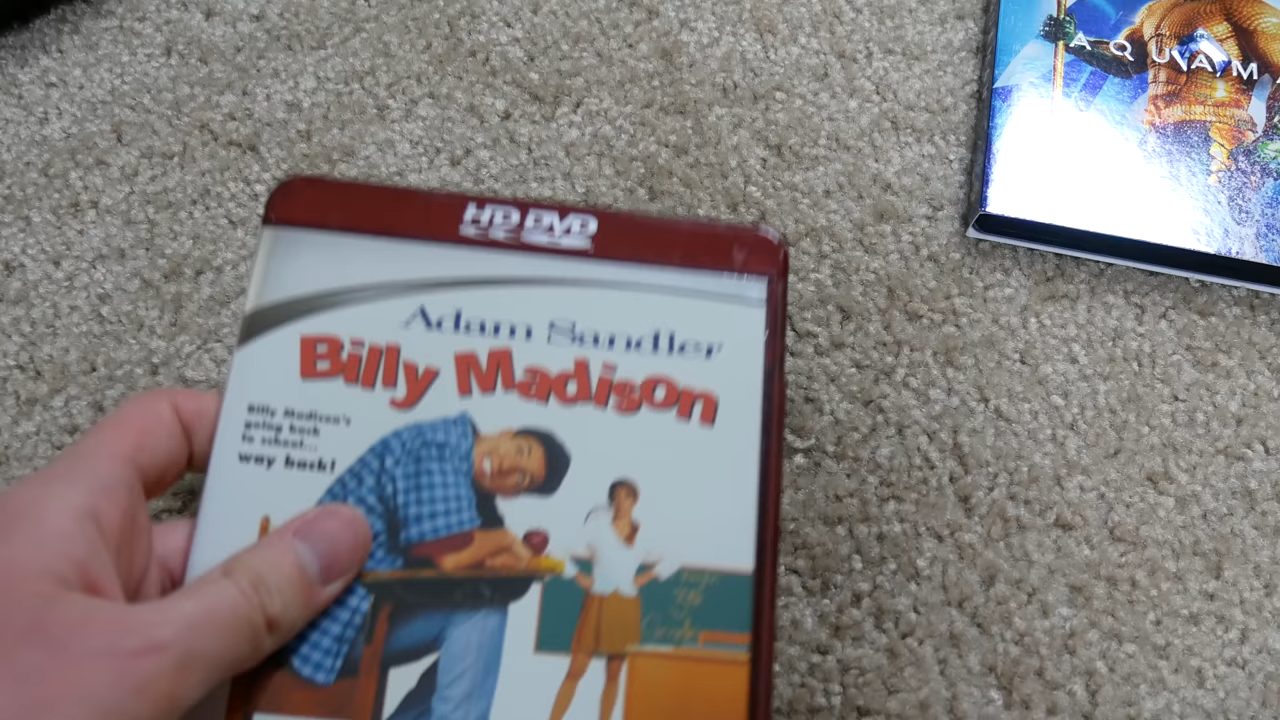 AQUAMA
HD DVD
Adam Sandler
Billy Madison
Billy Madison's
going back
to school...
way back!